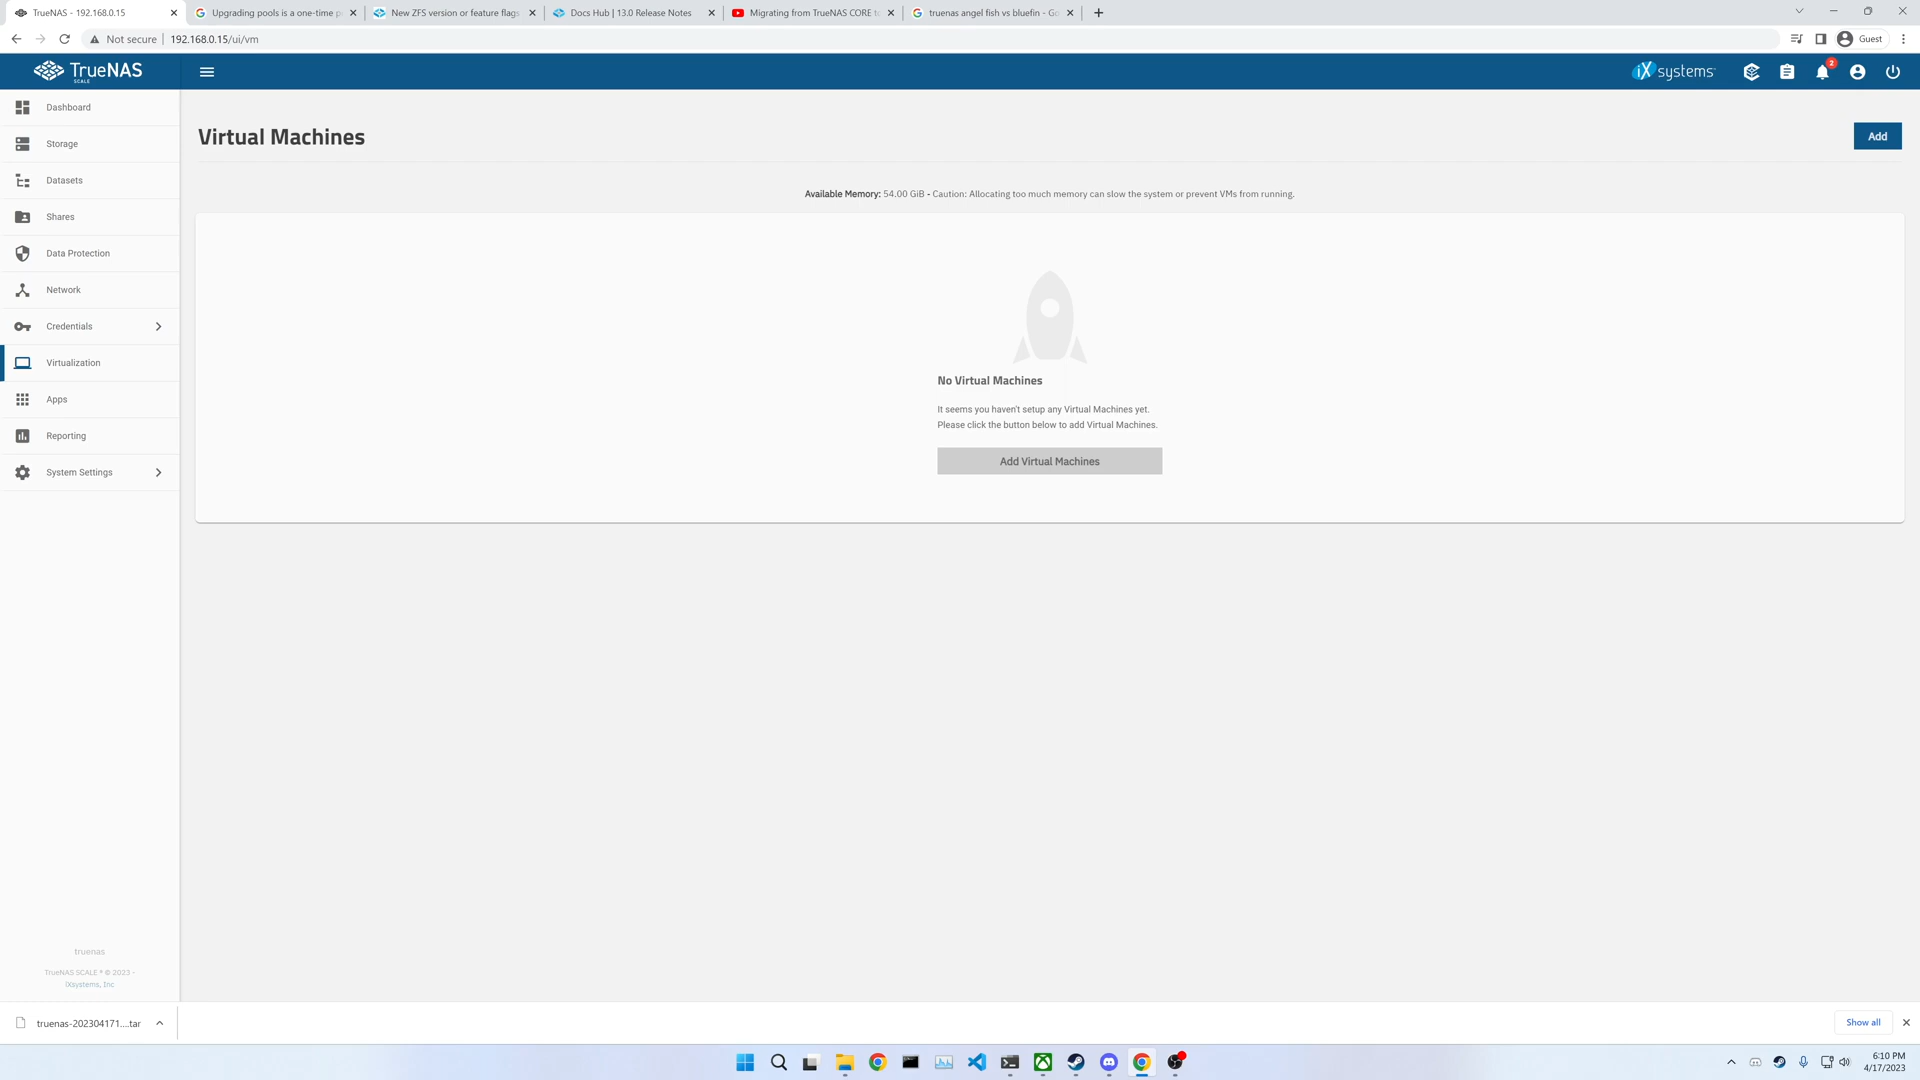 TrueNAS - 192.168.0.15
Upgrading pools is a one-time p
New ZFS version or feature flags
Docs Hub | 13.0 Release Notes
Migrating from TrueNAS CORE to
truenas angel fish vs bluefin - Go
Not secure
192.168.0.15/ui/vm
Guest
TrueNAS
SCALE
iXsystems
2
Dashboard
Storage
Datasets
Shares
Data Protection
Network
Credentials
Virtualization
Apps
Reporting
System Settings
Virtual Machines
Add
Available Memory: 54.00 GiB - Caution: Allocating too much memory can slow the system or prevent VMs from running.
No Virtual Machines
It seems you haven't setup any Virtual Machines yet.
Please click the button below to add Virtual Machines.
Add Virtual Machines
truenas
TrueNAS SCALE ® © 2023 -
iXsystems, Inc
truenas-202304171....tar
Show all
6:10 PM
4/17/2023